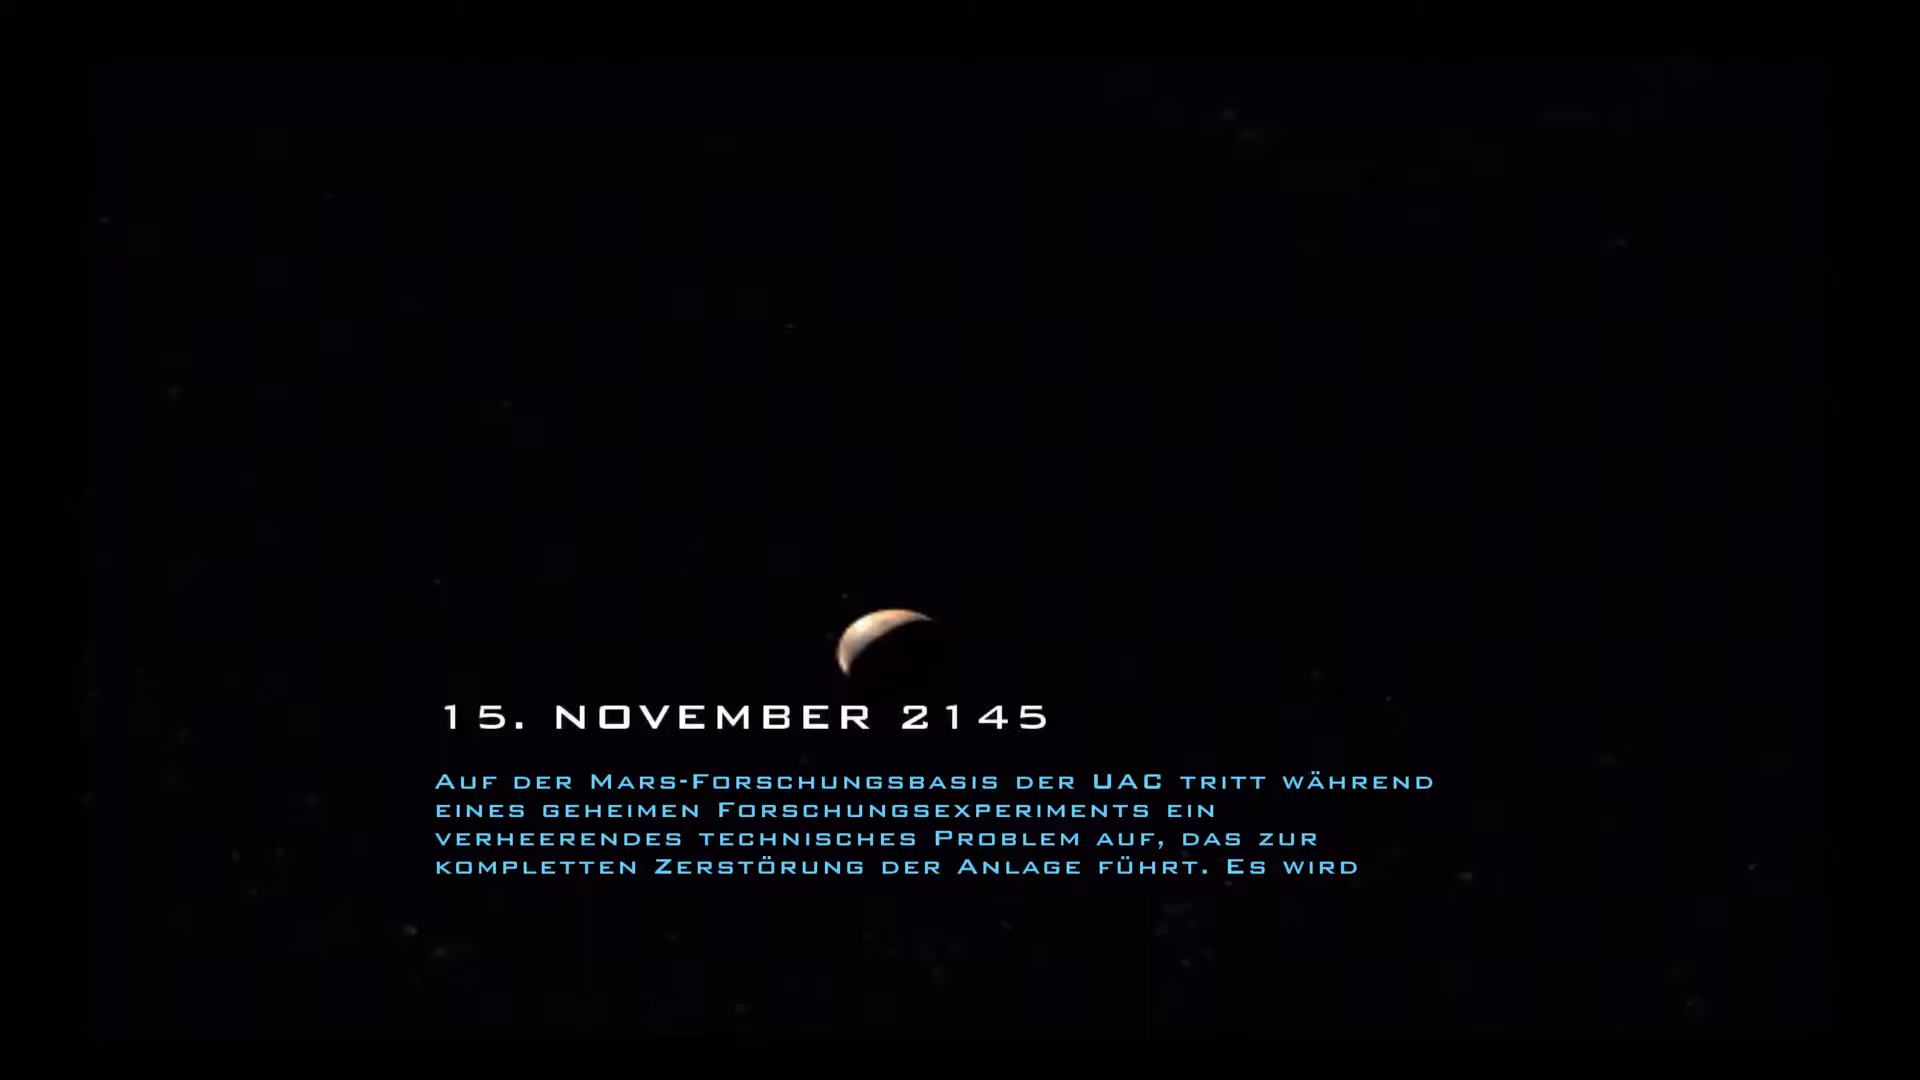 15. NOVEMBER 2145
Auf der Mars-Forschungsbasis der UAC tritt während
eines geheimen Forschungsexperiments ein
verheerendes technisches Problem auf, das zur
kompletten Zerstörung der Anlage führt. Es wird